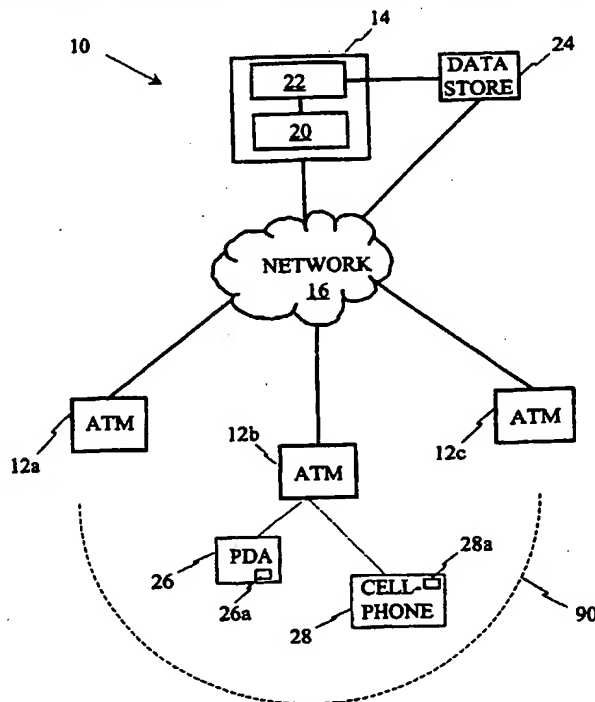 10
14
22
20
DATA
STORE
24
NETWORK
16
ATM
12a
12b
ATM
ATM
12c
PDA
26
26a
CELL-
PHONE
28
28a
90